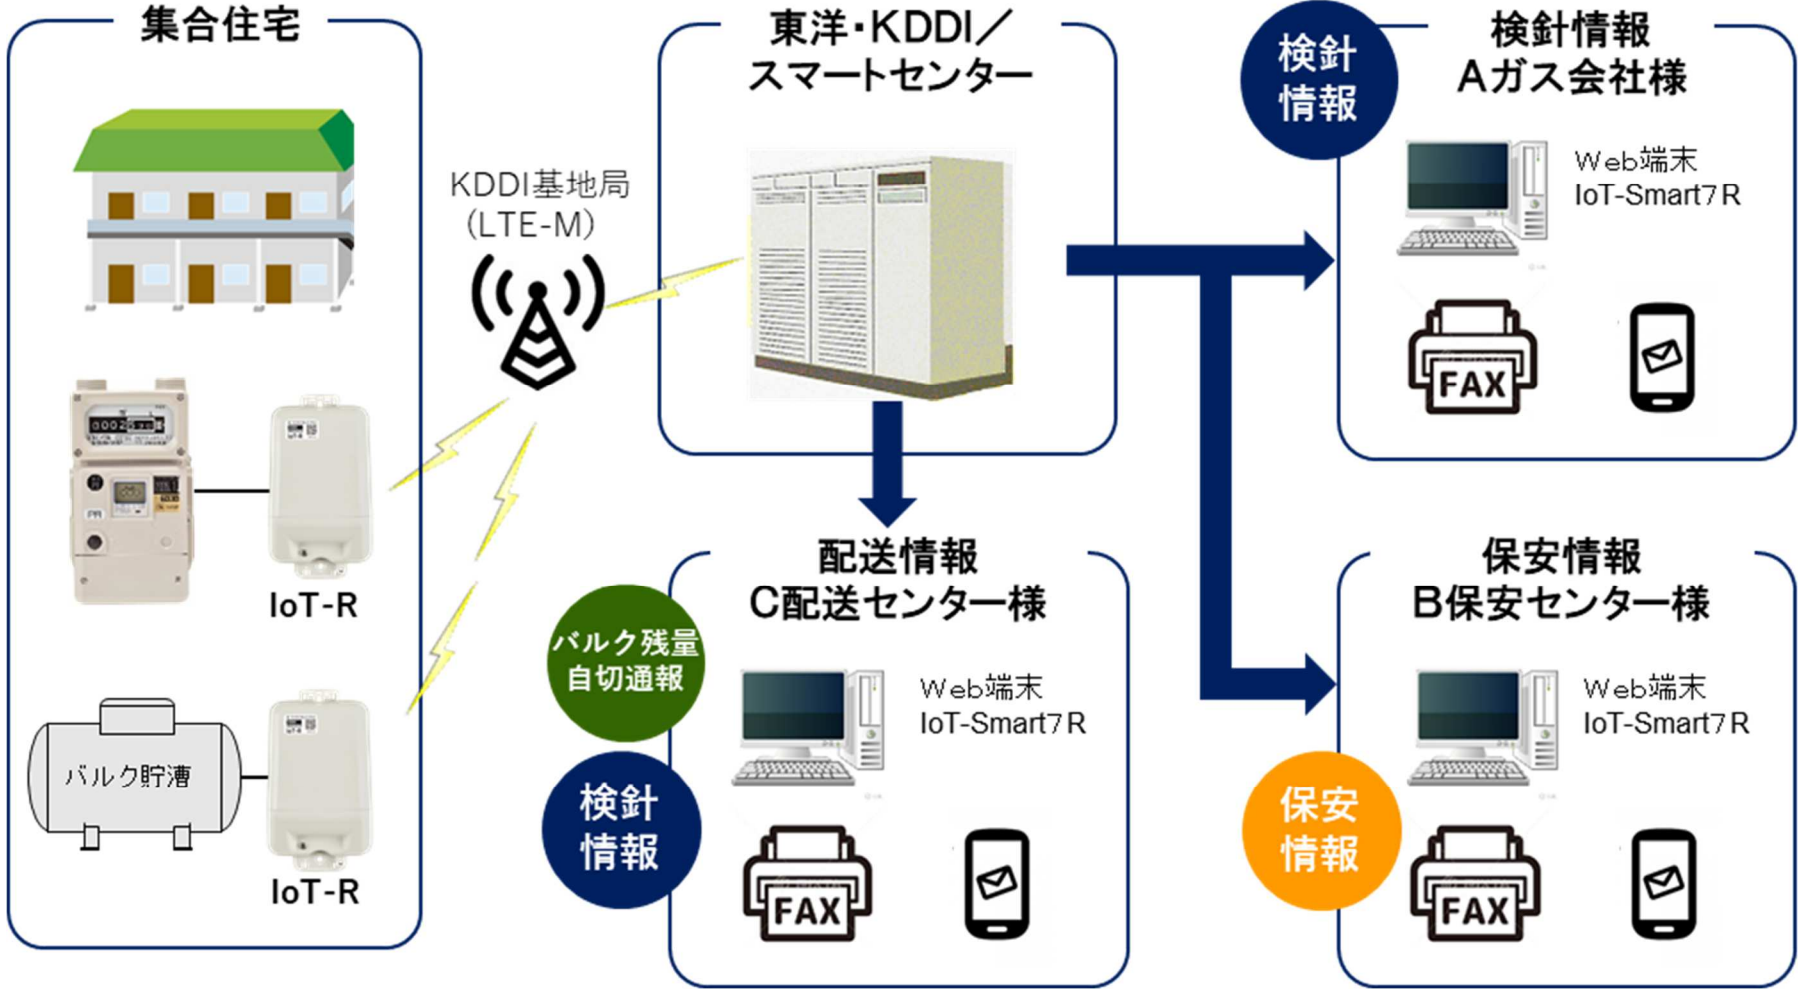 集合住宅
IoT-R
バルク貯漕
IoT-R
KDDI基地局
(LTE-M)
東洋・KDDI／
スマートセンター
検針
情報
検針情報
Aガス会社様
Web端末
IoT-Smart7R
FAX
配送情報
C配送センター様
バルク残量
自切通報
検針
情報
Web端末
IoT-Smart7R
FAX
保安情報
B保安センター様
保安
情報
Web端末
IoT-Smart7R
FAX